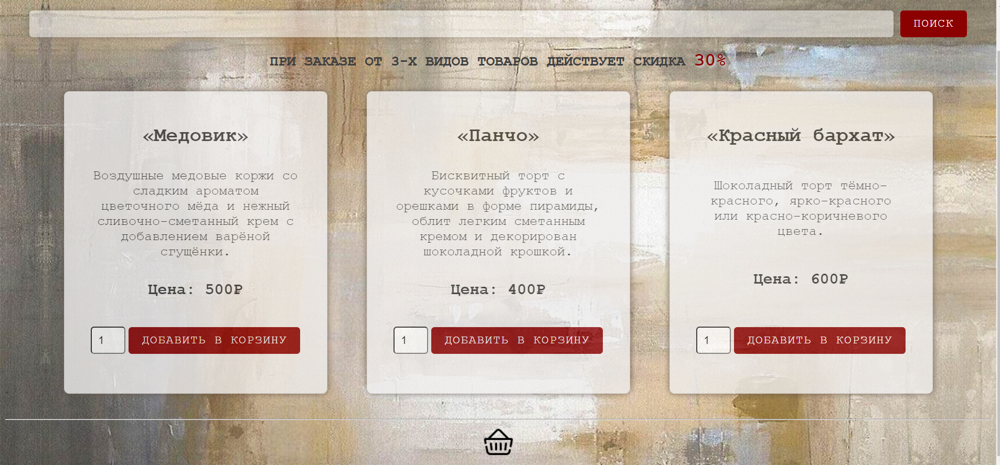 ПОИСК
ПРИ ЗАКАЗЕ ОТ 3-Х ВИДОВ ТОВАРОВ ДЕЙСТВУЕТ СКИДКА 30%
«Медовик»
Воздушные медовые коржи со
сладким ароматом
цветочного мёда и нежный
сливочно-сметанный крем с
добавлением варёной
сгущёнки.
Цена: 500₽
1
ДОБАВИТЬ В КОРЗИНУ
«Панчо»
Бисквитный торт с
кусочками фруктов и
орешками в форме пирамиды,
облит легким сметанным
кремом и декорирован
шоколадной крошкой.
Цена: 400₽
1
ДОБАВИТЬ В КОРЗИНУ
«Красный бархат»
Шоколадный торт тёмно-
красного, ярко-красного
или красно-коричневого
цвета.
Цена: 600₽
1
ДОБАВИТЬ В КОРЗИНУ